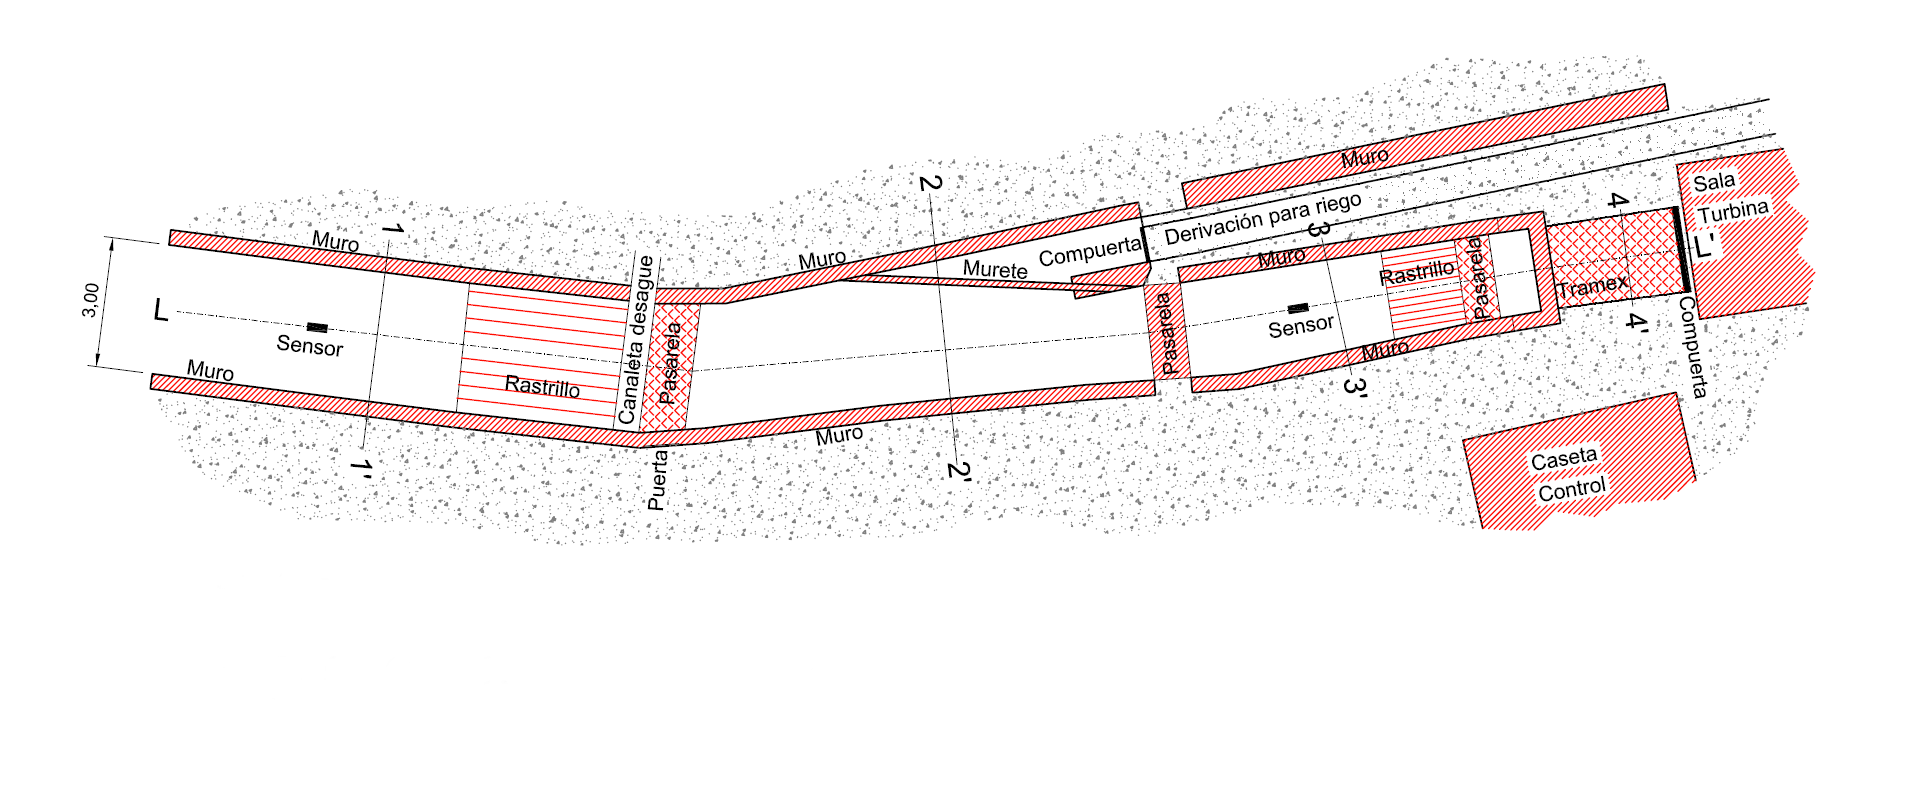 Muro
1
3,00
L
Sensor
Muro
1'
Rastrillo
Canaleta desague
Pasarela
Puerta
Muro
2
Murete
Compuerta
Muro
2'
Muro
Derivación para riego
Pasarela
Muro
3
Sensor
Rastrillo
Pasarela
Muro
3'
4
Tramex
4'
Sala
Turbina
L'
Compuerta
Caseta
Control